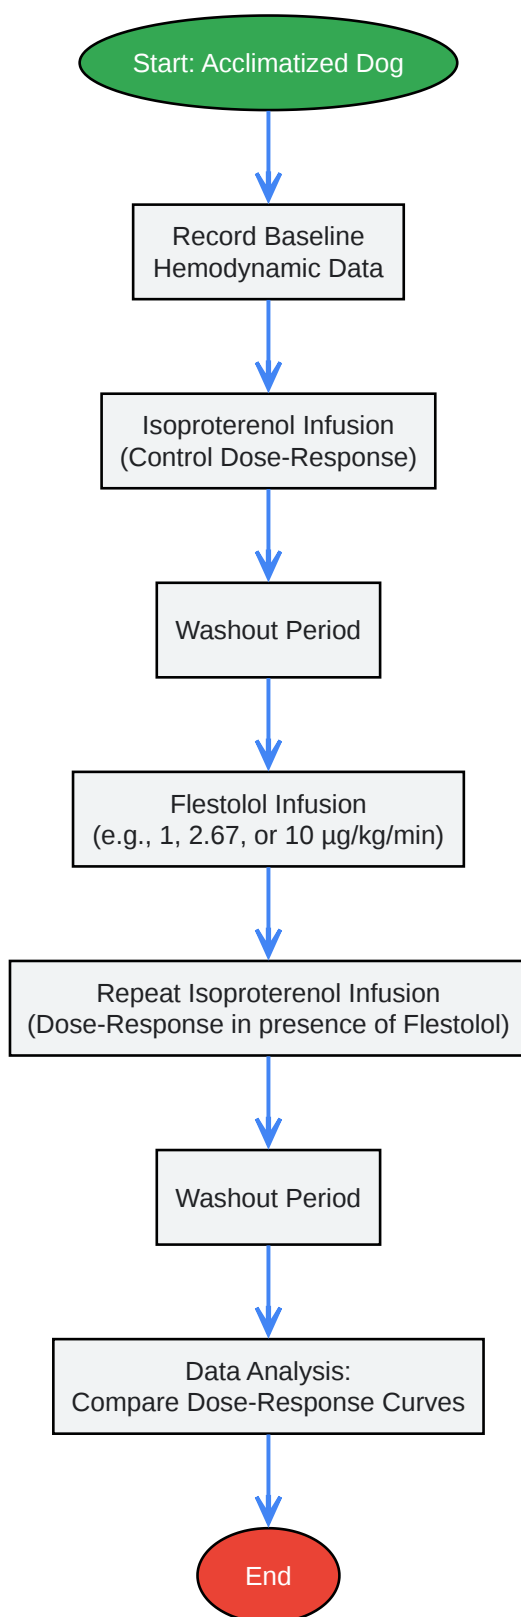 Start: Acclimatized Dog
Record Baseline
Hemodynamic Data
Isoproterenol Infusion
(Control Dose-Response)
Washout Period
Flestolol Infusion
(e.g., 1, 2.67, or 10 µg/kg/min)
Repeat Isoproterenol Infusion
(Dose-Response in presence of Flestolol)
Washout Period
Data Analysis:
Compare Dose-Response Curves
End